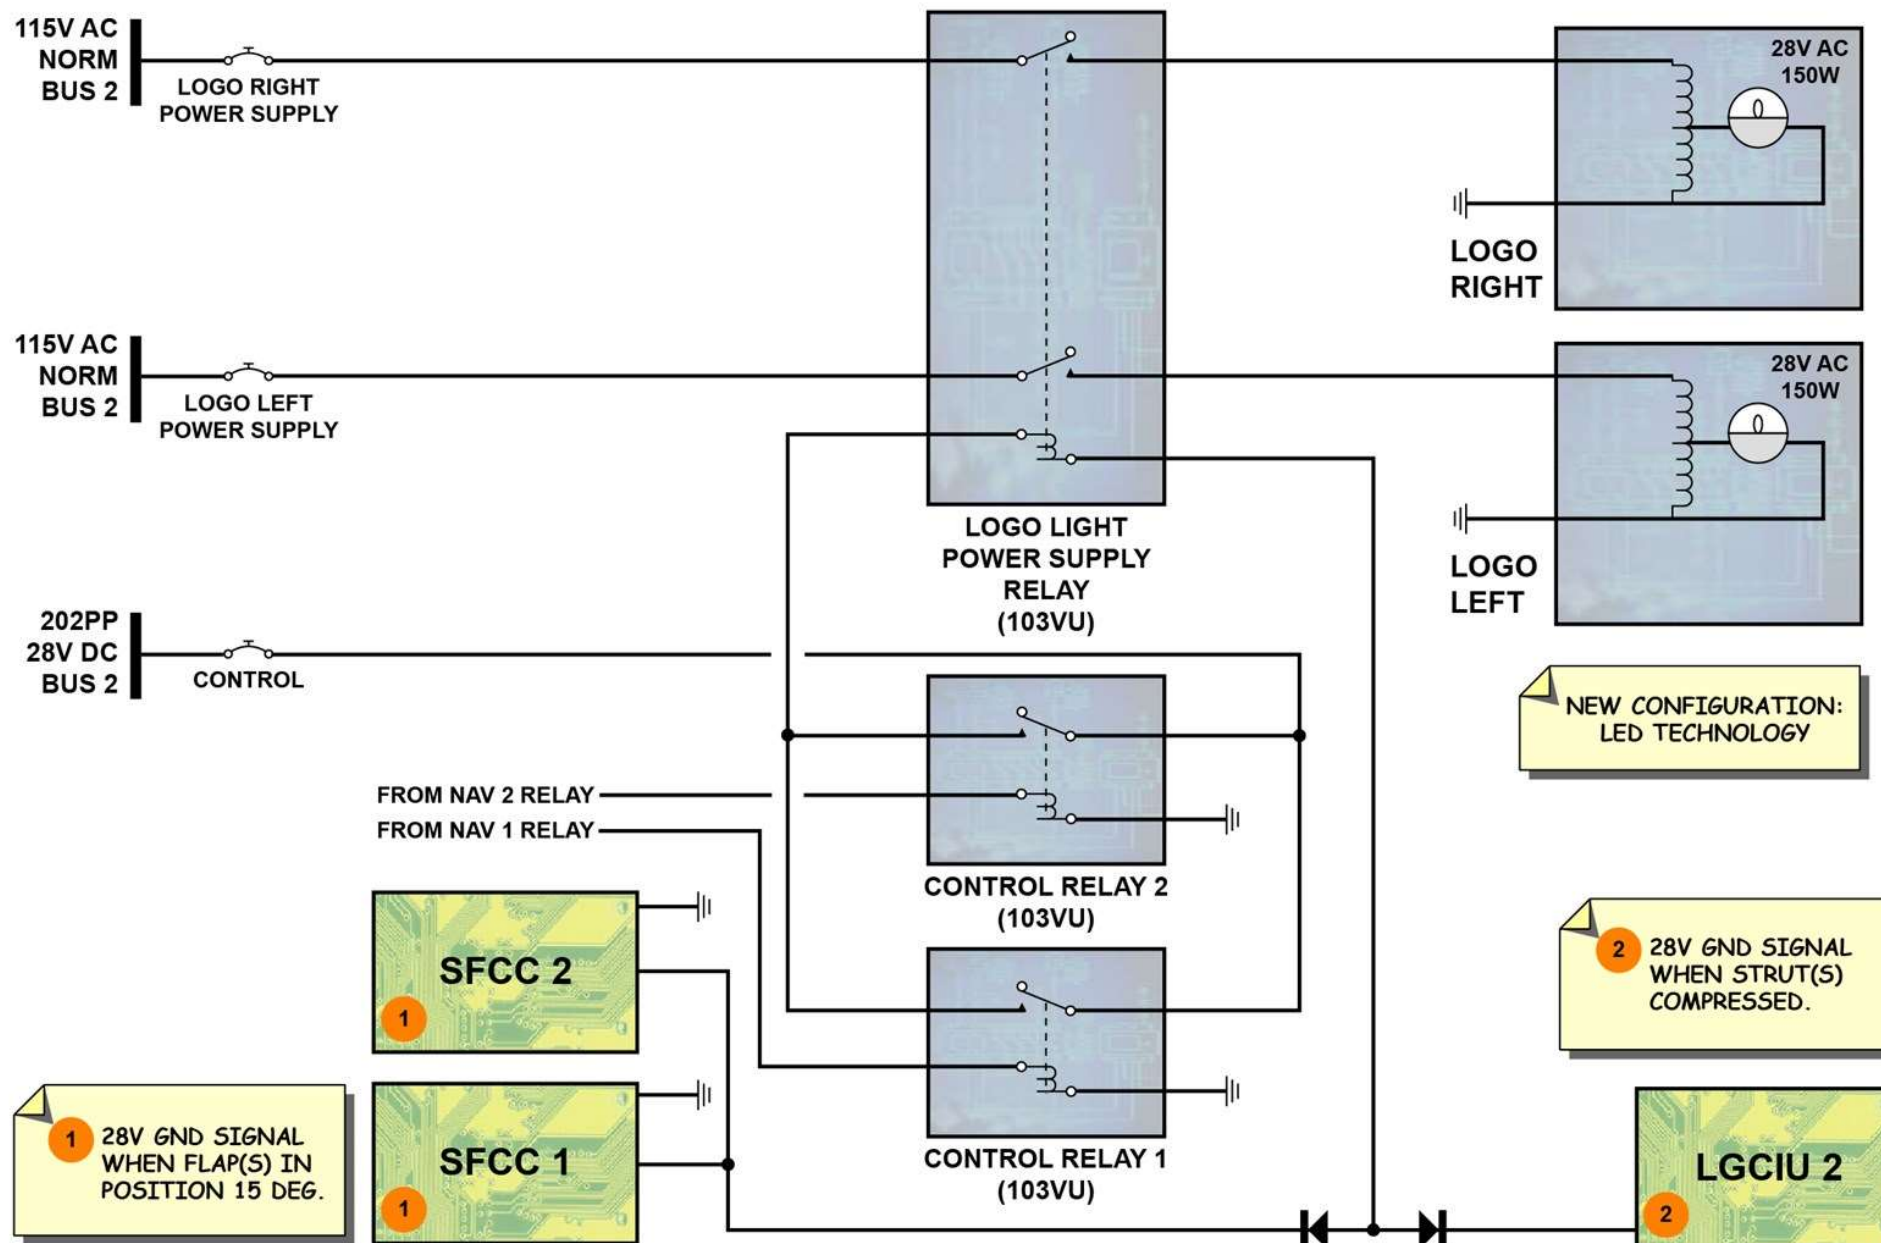 115V AC
NORM
BUS 2
LOGO RIGHT
POWER SUPPLY
28V AC
150W
LOGO
RIGHT
115V AC
NORM
BUS 2
LOGO LEFT
POWER SUPPLY
28V AC
150W
LOGO
LEFT
LOGO LIGHT
POWER SUPPLY
RELAY
(103VU)
202PP
28V DC
BUS 2
CONTROL
NEW CONFIGURATION:
LED TECHNOLOGY
FROM NAV 2 RELAY
FROM NAV 1 RELAY
CONTROL RELAY 2
(103VU)
SFCC 2
1
2 28V GND SIGNAL
WHEN STRUT(S)
COMPRESSED.
1 28V GND SIGNAL
WHEN FLAP(S) IN
POSITION 15 DEG.
SFCC 1
1
CONTROL RELAY 1
(103VU)
LGCIU 2
2